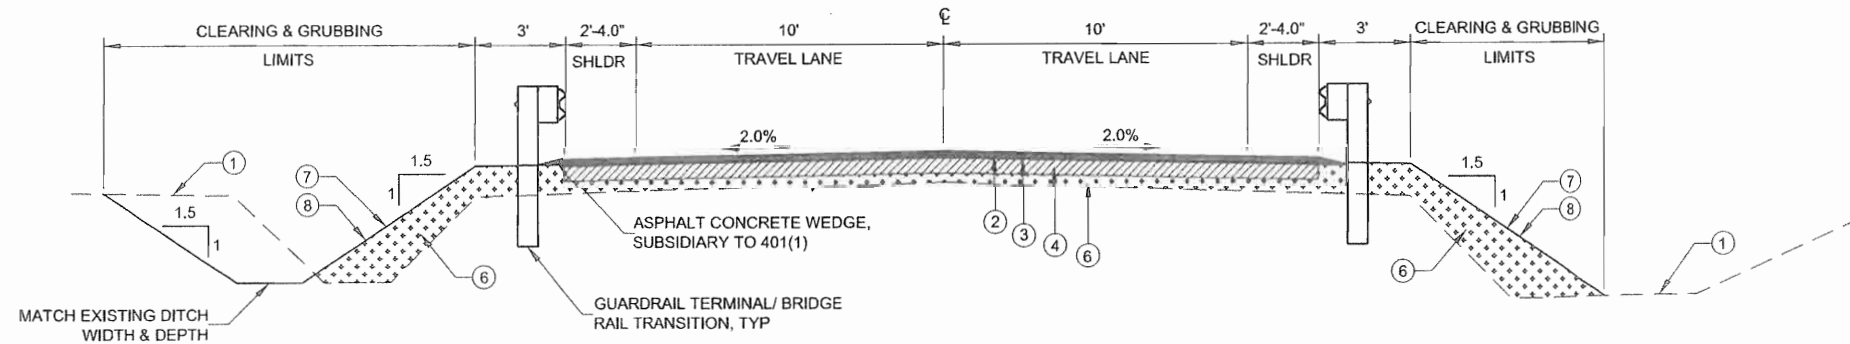 ℄
CLEARING & GRUBBING
LIMITS
3'
2'-4.0"
SHLDR
10'
TRAVEL LANE
10'
TRAVEL LANE
2'-4.0"
SHLDR
3'
CLEARING & GRUBBING
LIMITS
2.0%
2.0%
1
7
8
1.5
1
1.5
1
6
MATCH EXISTING DITCH
WIDTH & DEPTH
ASPHALT CONCRETE WEDGE,
SUBSIDIARY TO 401(1)
GUARDRAIL TERMINAL/ BRIDGE
RAIL TRANSITION, TYP
2
3
4
6
1.5
1
7
8
6
1